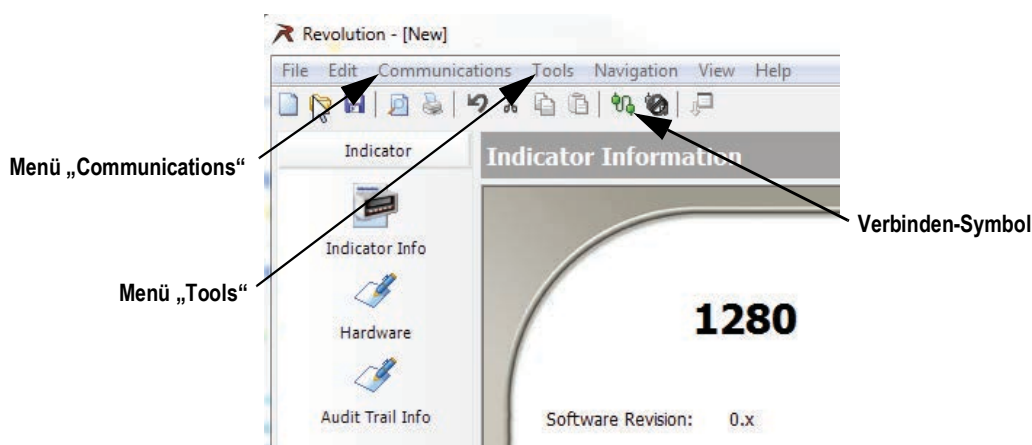 Revolution - [New]
File Edit Communications Tools Navigation View Help
Indicator
Indicator Information
Menü „Communications“
Indicator Info
Verbinden-Symbol
Menü „Tools“
1280
Hardware
Audit Trail Info
Software Revision: 0.x